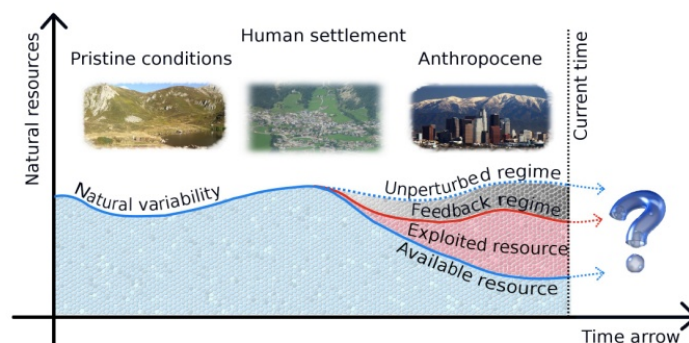 Human settlement
Pristine conditions
Anthropocene
Natural resources
Current time
Natural variability
Unperturbed regime
Feedback regime
Exploited resource
Available resource
?
Time arrow